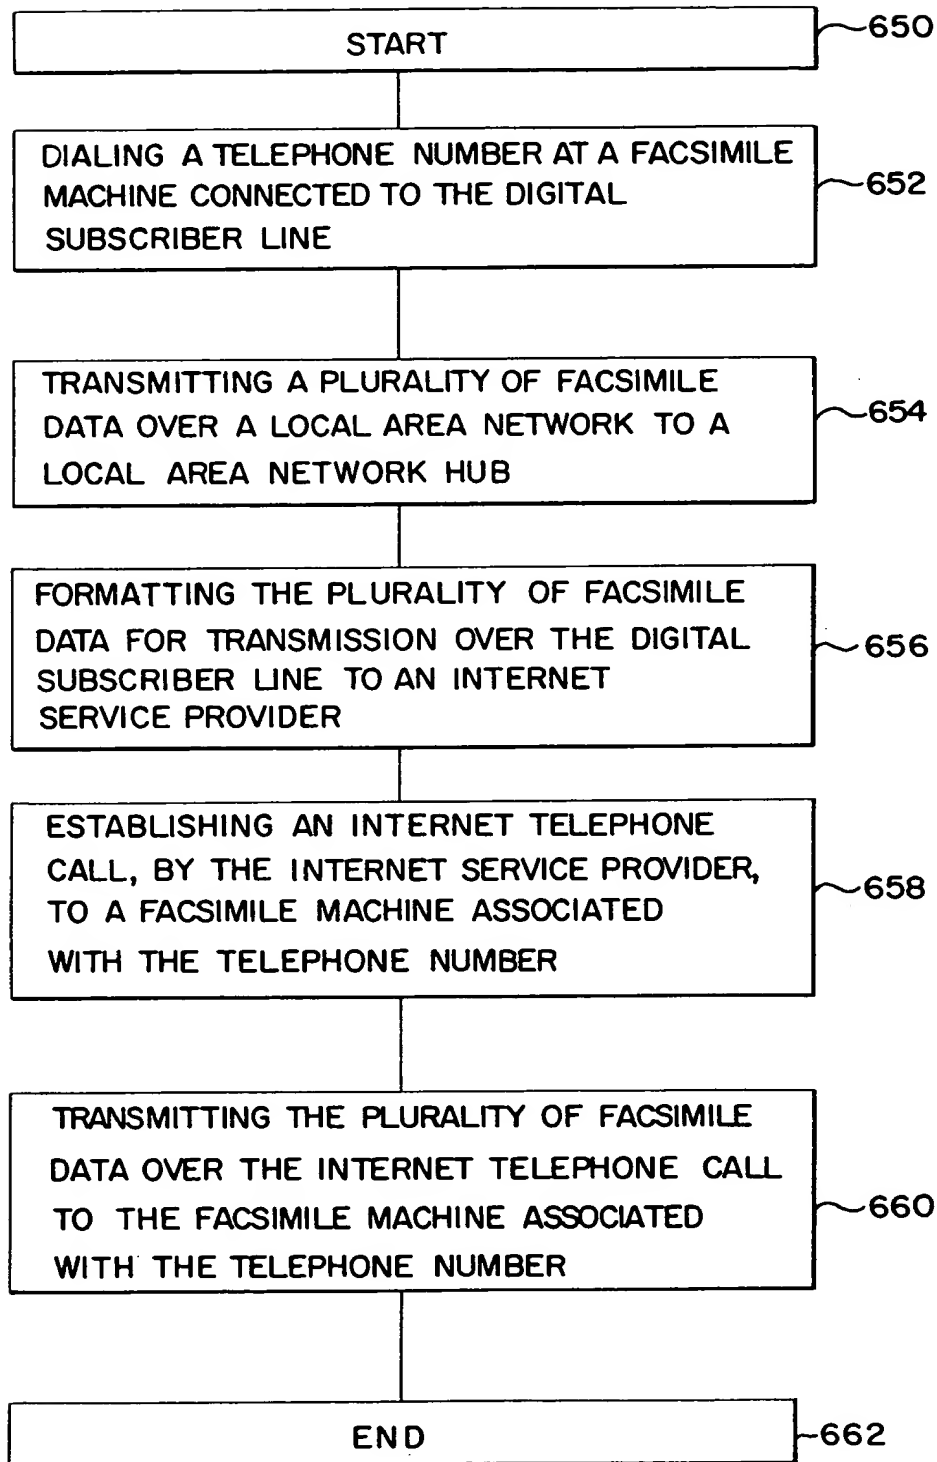 START
650
DIALING A TELEPHONE NUMBER AT A FACSIMILE
MACHINE CONNECTED TO THE DIGITAL
SUBSCRIBER LINE
652
TRANSMITTING A PLURALITY OF FACSIMILE
DATA OVER A LOCAL AREA NETWORK TO A
LOCAL AREA NETWORK HUB
654
FORMATTING THE PLURALITY OF FACSIMILE
DATA FOR TRANSMISSION OVER THE DIGITAL
SUBSCRIBER LINE TO AN INTERNET
SERVICE PROVIDER
656
ESTABLISHING AN INTERNET TELEPHONE
CALL, BY THE INTERNET SERVICE PROVIDER,
TO A FACSIMILE MACHINE ASSOCIATED
WITH THE TELEPHONE NUMBER
658
TRANSMITTING THE PLURALITY OF FACSIMILE
DATA OVER THE INTERNET TELEPHONE CALL
TO THE FACSIMILE MACHINE ASSOCIATED
WITH THE TELEPHONE NUMBER
660
END
662